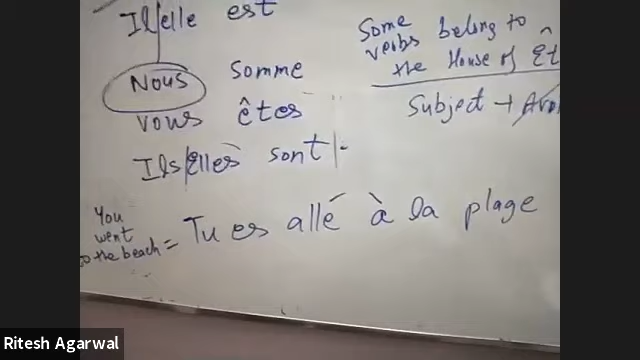 Il/elle est
Nous somme
vous êtes
Ils/Elles sont
Some
verbs belong to
the House of Êt
Subject +
You
went
to the beach = Tu es allé à la plage
Ritesh Agarwal